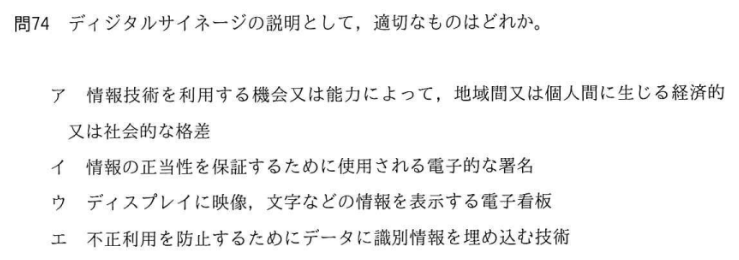 問74 ディジタルサイネージの説明として，適切なものはどれか。
ア 情報技術を利用する機会又は能力によって，地域間又は個人間に生じる経済的
又は社会的な格差
イ 情報の正当性を保証するために使用される電子的な署名
ウ ディスプレイに映像，文字などの情報を表示する電子看板
エ 不正利用を防止するためにデータに識別情報を埋め込む技術